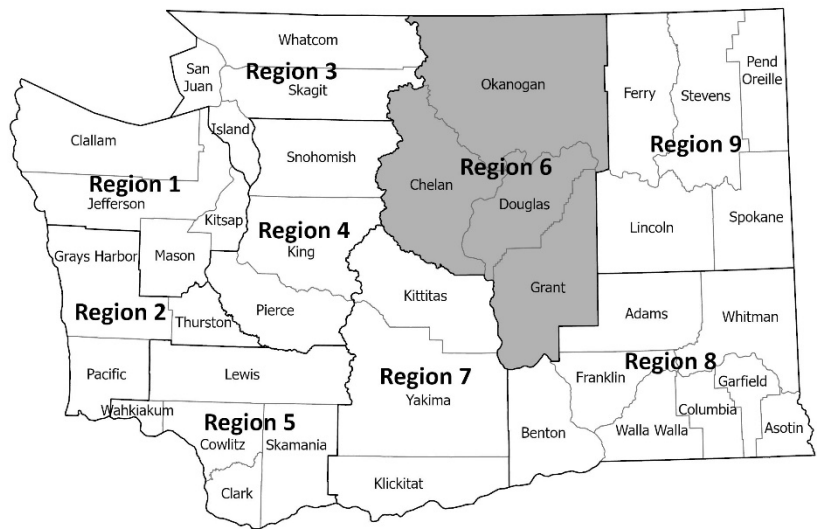 Whatcom
San
Juan
Region 3
Skagit
Okanogan
Ferry
Stevens
Pend
Oreille
Clallam
Island
Snohomish
Region 9
Region 1
Jefferson
Kitsap
Chelan
Region 6
Douglas
Lincoln
Spokane
Grays Harbor
Mason
Region 4
King
Kittitas
Grant
Region 2
Thurston
Pierce
Adams
Whitman
Pacific
Lewis
Region 7
Yakima
Franklin
Region 8
Garfield
Wahkiakum
Region 5
Cowlitz
Skamania
Benton
Walla Walla
Columbia
Asotin
Clark
Klickitat